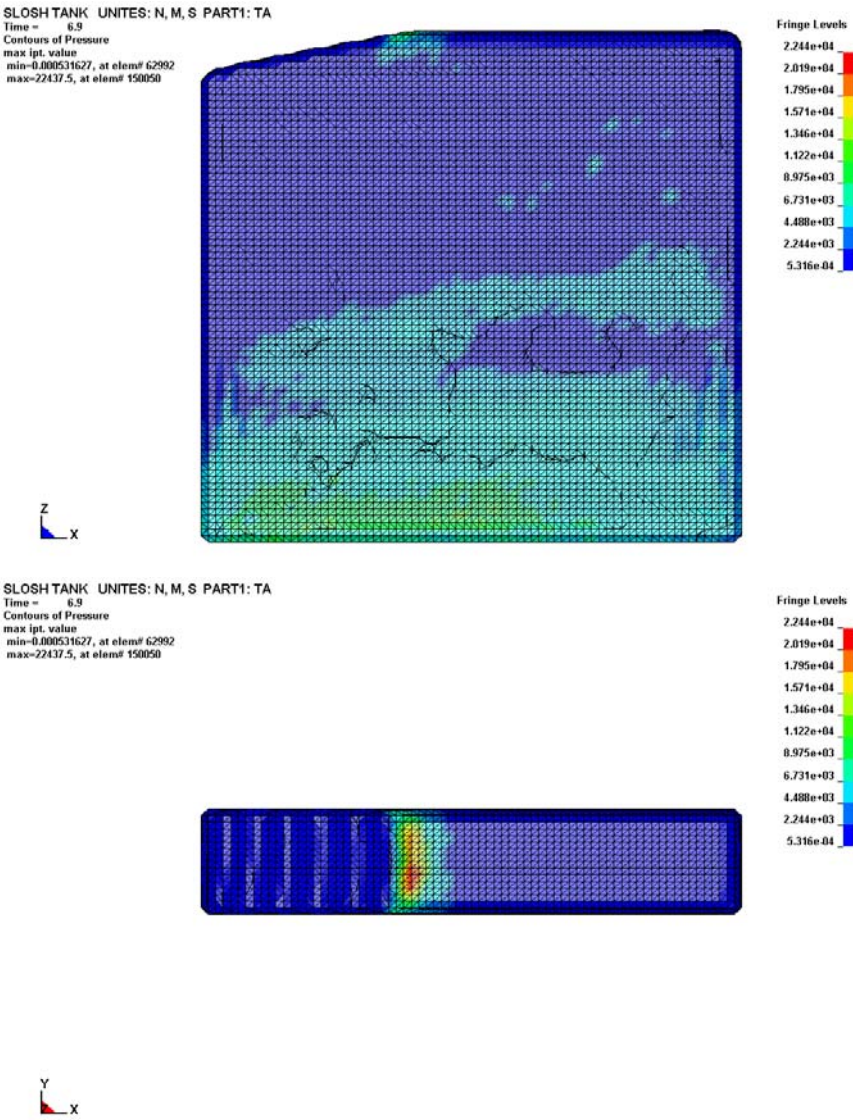 SLOSH TANK UNITES: N, M, S PART1: TA
Time = 6.9
Contours of Pressure
max ipt. value
min=0.000531627, at elem# 62992
max=22437.5, at elem# 150050
Fringe Levels
2.244e+04
2.019e+04
1.795e+04
1.571e+04
1.346e+04
1.122e+04
8.975e+03
6.731e+03
4.488e+03
2.244e+03
5.316e-04
Z
X
SLOSH TANK UNITES: N, M, S PART1: TA
Time = 6.9
Contours of Pressure
max ipt. value
min=0.000531627, at elem# 62992
max=22437.5, at elem# 150050
Fringe Levels
2.244e+04
2.019e+04
1.795e+04
1.571e+04
1.346e+04
1.122e+04
8.975e+03
6.731e+03
4.488e+03
2.244e+03
5.316e-04
Y
X